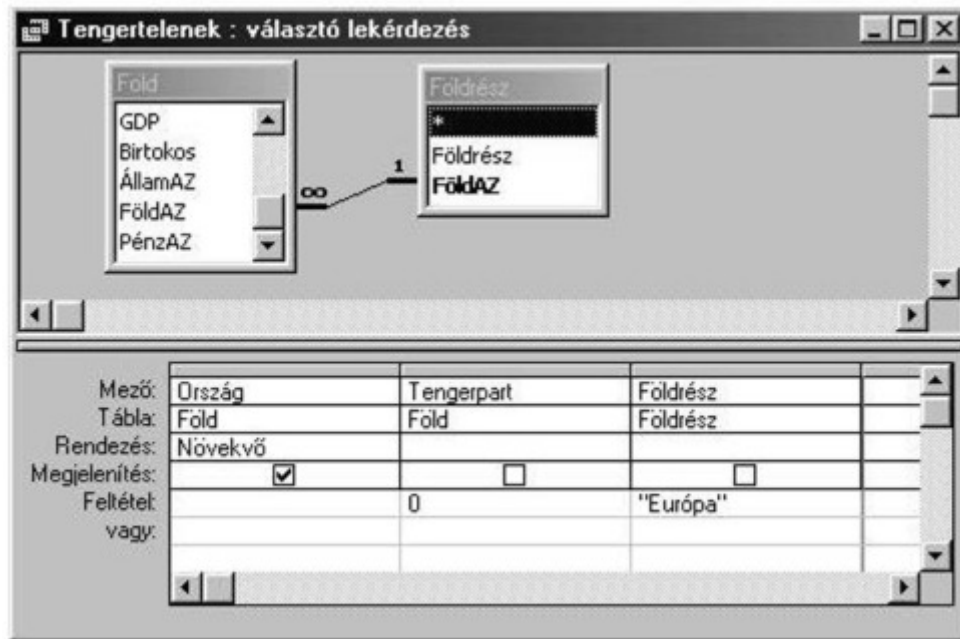 Tengertelenek : választó lekérdezés
Föld
GDP
Birtokos
ÁllamAZ
FöldAZ
PénzAZ
∞
1
Földrész
*
Földrész
FöldAZ
Mező: Ország Tengerpart Földrész
Tábla: Föld Föld Földrész
Rendezés: Növekvő
Megjelenítés:
Feltétel: 0 "Európa"
vagy: